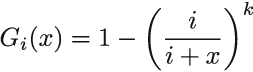 G_i(x) = 1 - \left( \frac{i}{i + x} \right)^k